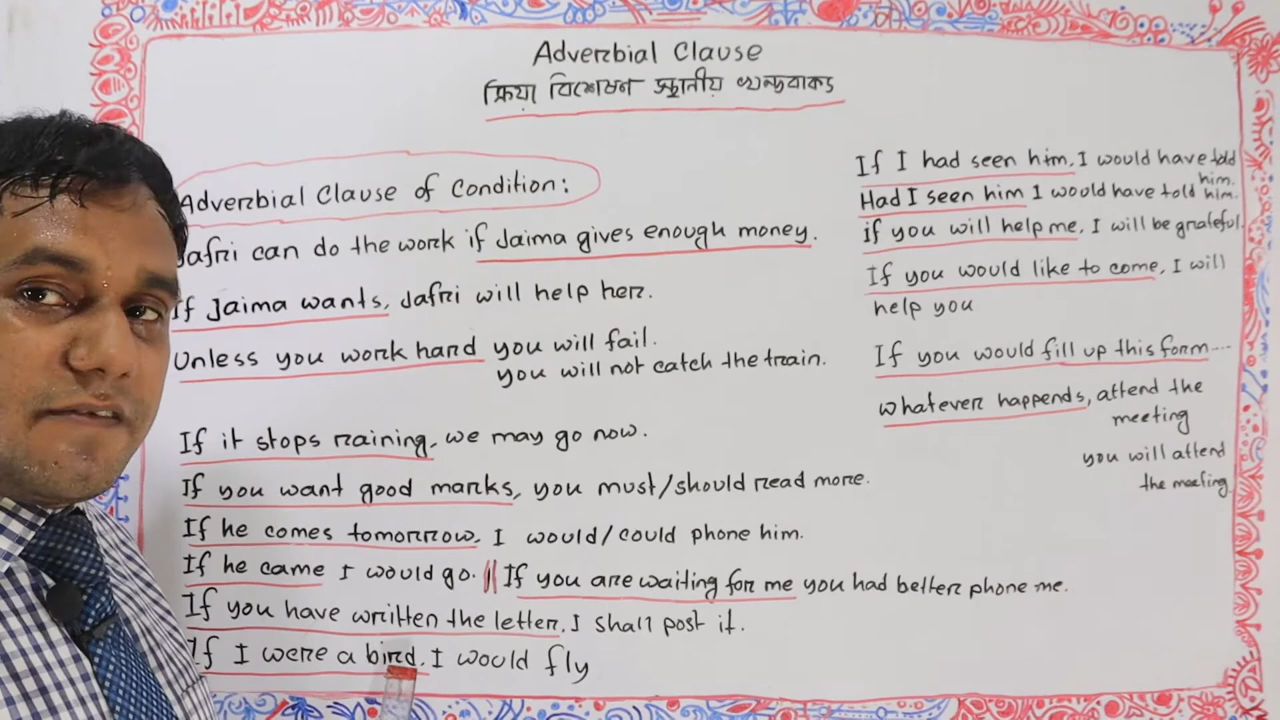 Adverbial Clause
ক্রিয়া বিশেষন স্থানীয় খন্ডবাক্য
Adverbial Clause of Condition:
Jafri can do the work if Jaima gives enough money.
If Jaima wants, Jafri will help her.
Unless you work hard you will fail.
you will not catch the train.
If it stops raining, we may go now.
If you want good marks, you must/should read more.
If he comes tomorrow, I would/could phone him.
If he came I would go. || If you are waiting for me you had better phone me.
If you have written the letter, I shall post it.
If I were a bird, I would fly
If I had seen him, I would have told
him.
Had I seen him I would have told him.
if you will help me, I will be grateful.
If you would like to come, I will
help you
If you would fill up this form....
whatever happends, attend the
meeting
you will attend
the meeting.